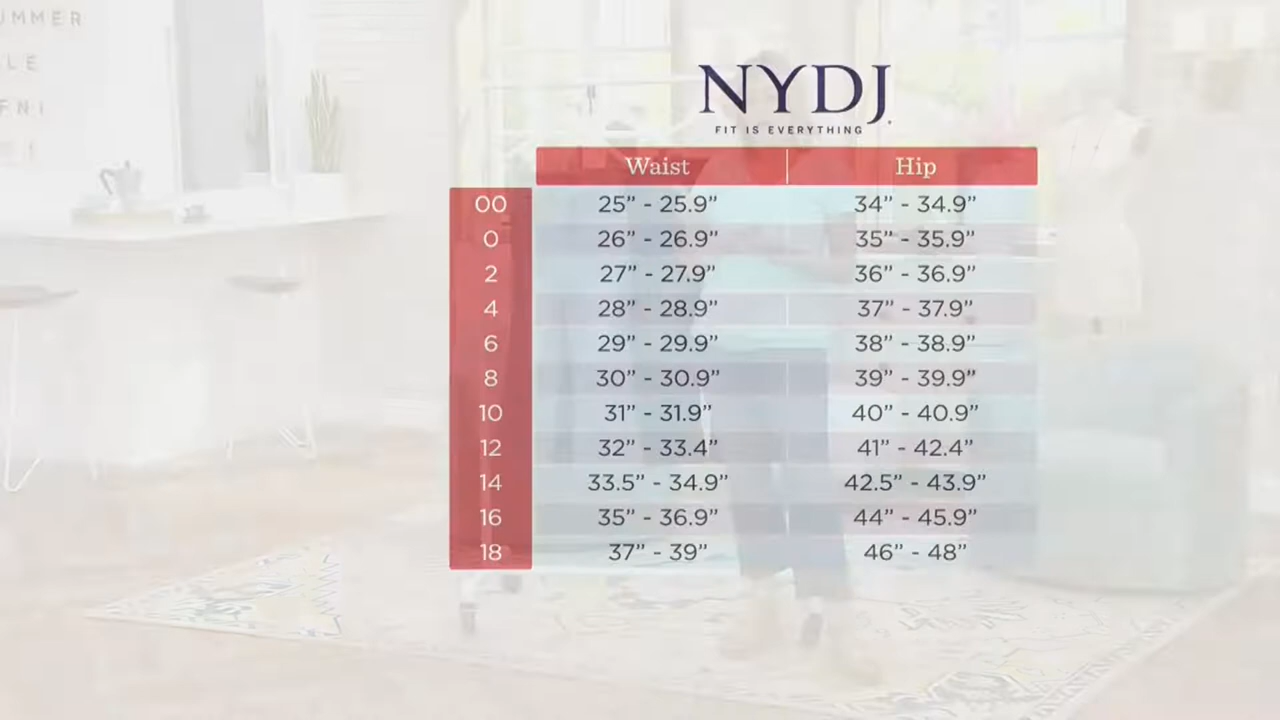 UMMER
LE
FNI
NYDJ
FIT IS EVERYTHING
Waist Hip
00 25” - 25.9” 34” - 34.9”
0 26” - 26.9” 35” - 35.9”
2 27” - 27.9” 36” - 36.9”
4 28” - 28.9” 37” - 37.9”
6 29” - 29.9” 38” - 38.9”
8 30” - 30.9” 39” - 39.9”
10 31” - 31.9” 40” - 40.9”
12 32” - 33.4” 41” - 42.4”
14 33.5” - 34.9” 42.5” - 43.9”
16 35” - 36.9” 44” - 45.9”
18 37” - 39” 46” - 48”